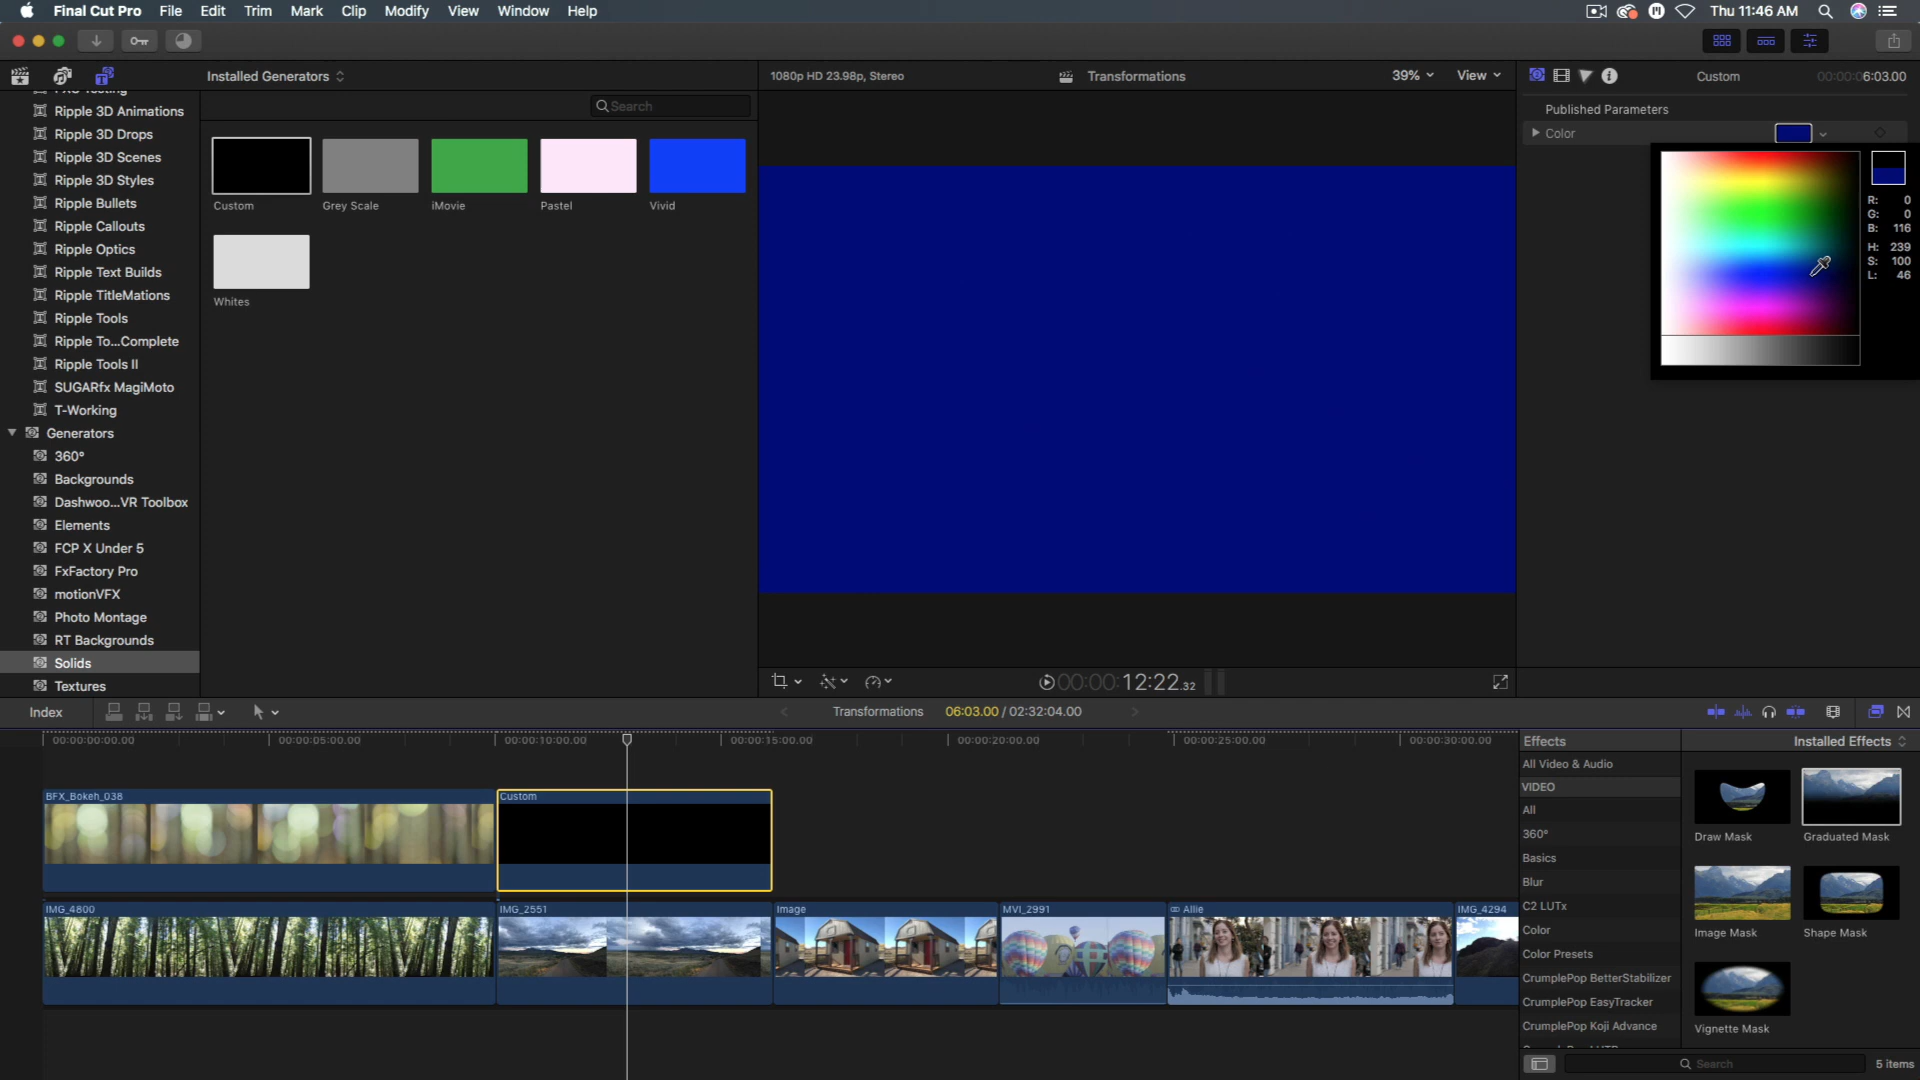 Final Cut Pro File Edit Trim Mark Clip Modify View Window Help Thu 11:46 AM
Installed Generators
Search
Ripple 3D Animations
Ripple 3D Drops
Ripple 3D Scenes
Ripple 3D Styles
Ripple Bullets
Ripple Callouts
Ripple Optics
Ripple Text Builds
Ripple TitleMations
Ripple Tools
Ripple To...Complete
Ripple Tools II
SUGARfx MagiMoto
T-Working
Generators
360°
Backgrounds
Dashwoo...VR Toolbox
Elements
FCP X Under 5
FxFactory Pro
motionVFX
Photo Montage
RT Backgrounds
Solids
Textures
Custom
Grey Scale
iMovie
Pastel
Vivid
Whites
1080p HD 23.98p, Stereo
Transformations
39%
View
Custom
00:00:06:03.00
Published Parameters
Color
R: 0
G: 0
B: 116
H: 239
S: 100
L: 46
00:00:12:22.32
Index
Transformations
06:03.00 / 02:32:04.00
00:00:00:00.00
00:00:05:00.00
00:00:10:00.00
00:00:15:00.00
00:00:20:00.00
00:00:25:00.00
00:00:30:00.00
BFX_Bokeh_038
Custom
IMG_4800
IMG_2551
Image
MVI_2991
Allie
IMG_4294
Effects
Installed Effects
All Video & Audio
VIDEO
All
360°
Basics
Blur
C2 LUTx
Color
Color Presets
CrumplePop BetterStabilizer
CrumplePop EasyTracker
CrumplePop Koji Advance
Draw Mask
Graduated Mask
Image Mask
Shape Mask
Vignette Mask
Search
5 items